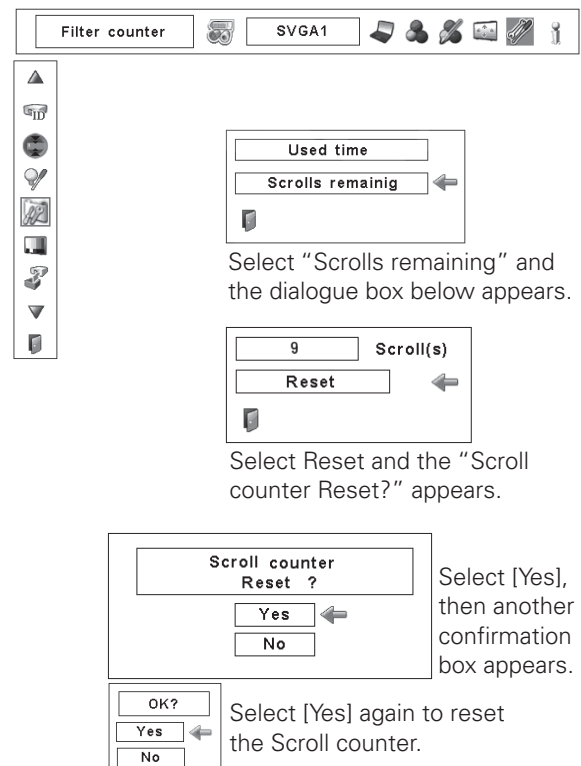 Filter counter
SVGA1
ID
Used time
Scrolls remainig
Select “Scrolls remaining” and
the dialogue box below appears.
9 Scroll(s)
Reset
Select Reset and the “Scroll
counter Reset?” appears.
Scroll counter
Reset ?
Yes
No
Select [Yes],
then another
confirmation
box appears.
OK?
Yes
No
Select [Yes] again to reset
the Scroll counter.